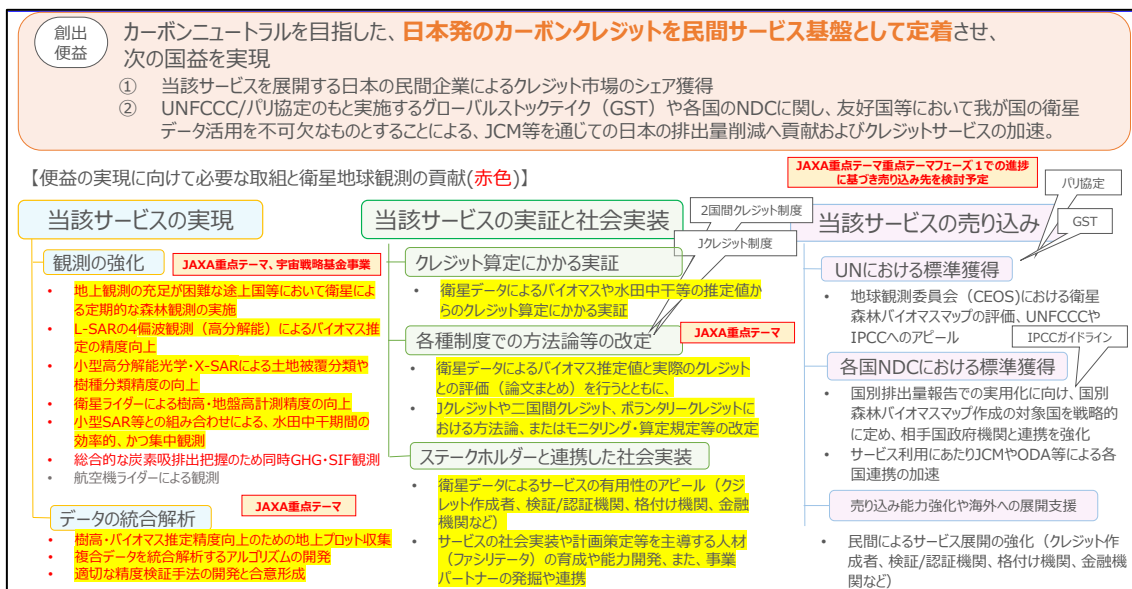 創出
便益
カーボンニュートラルを目指した、日本発のカーボンクレジットを民間サービス基盤として定着させ、
次の国益を実現
① 当該サービスを展開する日本の民間企業によるクレジット市場のシェア獲得
② UNFCCC/パリ協定のもと実施するグローバルストックテイク（GST）や各国のNDCに関し、友好国等において我が国の衛星
データ活用を不可欠なものとすることによる、JCM等を通じての日本の排出量削減へ貢献およびクレジットサービスの加速。
【便益の実現に向けて必要な取組と衛星地球観測の貢献(赤色)】
JAXA重点テーマ重点テーマフェーズ１での進捗
に基づき売り込み先を検討予定
パリ協定
GST
当該サービスの実現
観測の強化
JAXA重点テーマ、宇宙戦略基金事業
• 地上観測の充足が困難な途上国等において衛星によ
る定期的な森林観測の実施
• L-SARの4偏波観測（高分解能）によるバイオマス推
定の精度向上
• 小型高分解能光学・X-SARによる土地被覆分類や
樹種分類精度の向上
• 衛星ライダーによる樹高・地盤高計測精度の向上
• 小型SAR等との組み合わせによる、水田中干期間の
効率的、かつ集中観測
• 総合的な炭素吸排出把握のため同時GHG・SIF観測
• 航空機ライダーによる観測
JAXA重点テーマ
データの統合解析
• 樹高・バイオマス推定精度向上のための地上プロット収集
• 複合データを統合解析するアルゴリズムの開発
• 適切な精度検証手法の開発と合意形成
当該サービスの実証と社会実装
2国間クレジット制度
Jクレジット制度
クレジット算定にかかる実証
• 衛星データによるバイオマスや水田中干等の推定値か
らのクレジット算定にかかる実証
各種制度での方法論等の改定
JAXA重点テーマ
• 衛星データによるバイオマス推定値と実際のクレジット
との評価（論文まとめ）を行うとともに、
• Jクレジットや二国間クレジット、ボランタリークレジットに
おける方法論、またはモニタリング・算定規定等の改定
ステークホルダーと連携した社会実装
• 衛星データによるサービスの有用性のアピール（クジ
レット作成者、検証/認証機関、格付け機関、金融
機関など）
• サービスの社会実装や計画策定等を主導する人材
（ファシリテータ）の育成や能力開発、また、事業
パートナーの発掘や連携
当該サービスの売り込み
UNにおける標準獲得
• 地球観測委員会（CEOS)における衛星
森林バイオマスマップの評価、UNFCCCや
IPCCへのアピール
IPCCガイドライン
各国NDCにおける標準獲得
• 国別排出量報告での実用化に向け、国別
森林バイオマスマップ作成の対象国を戦略的
に定め、相手国政府機関と連携を強化
• サービス利用にあたりJCMやODA等による各
国連携の加速
売り込み能力強化や海外への展開支援
• 民間によるサービス展開の強化（クレジット作
成者、検証/認証機関、格付け機関、金融機
関など）